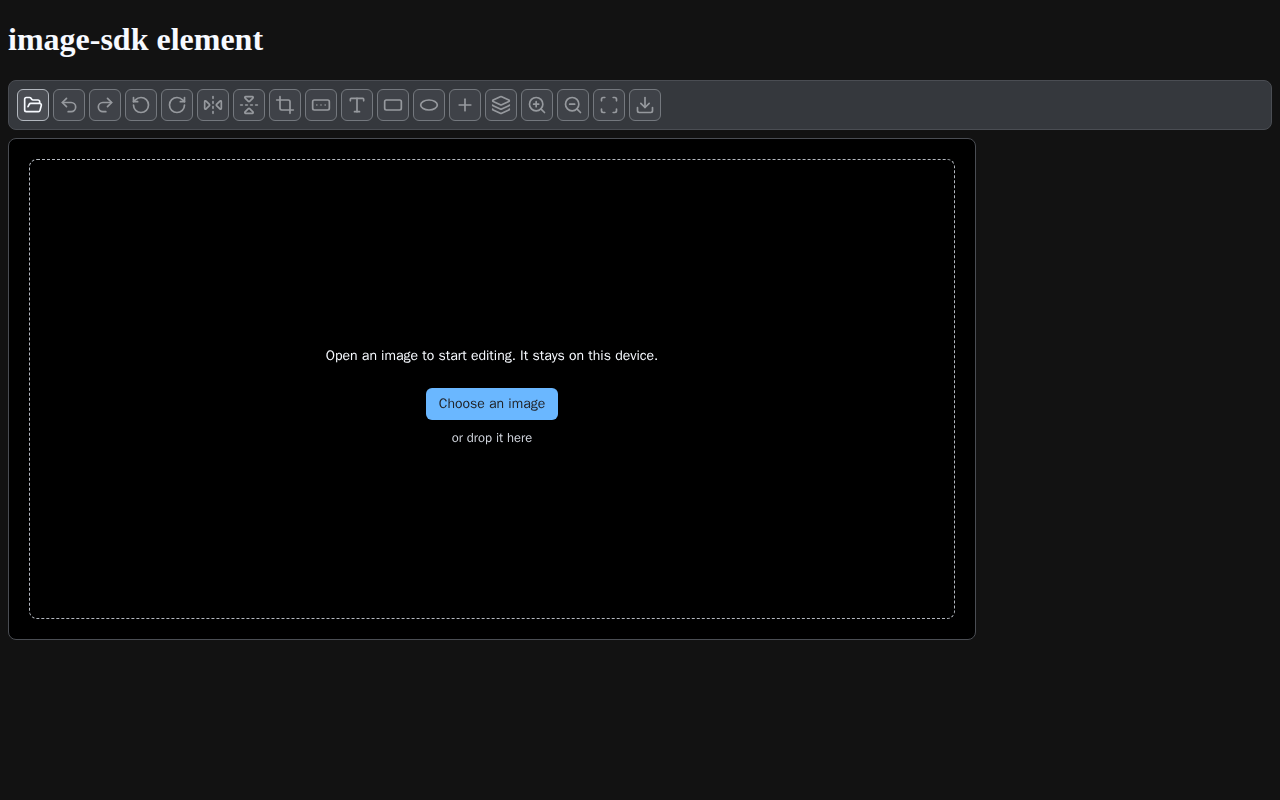 image-sdk element
Open an image to start editing. It stays on this device.
Choose an image
or drop it here